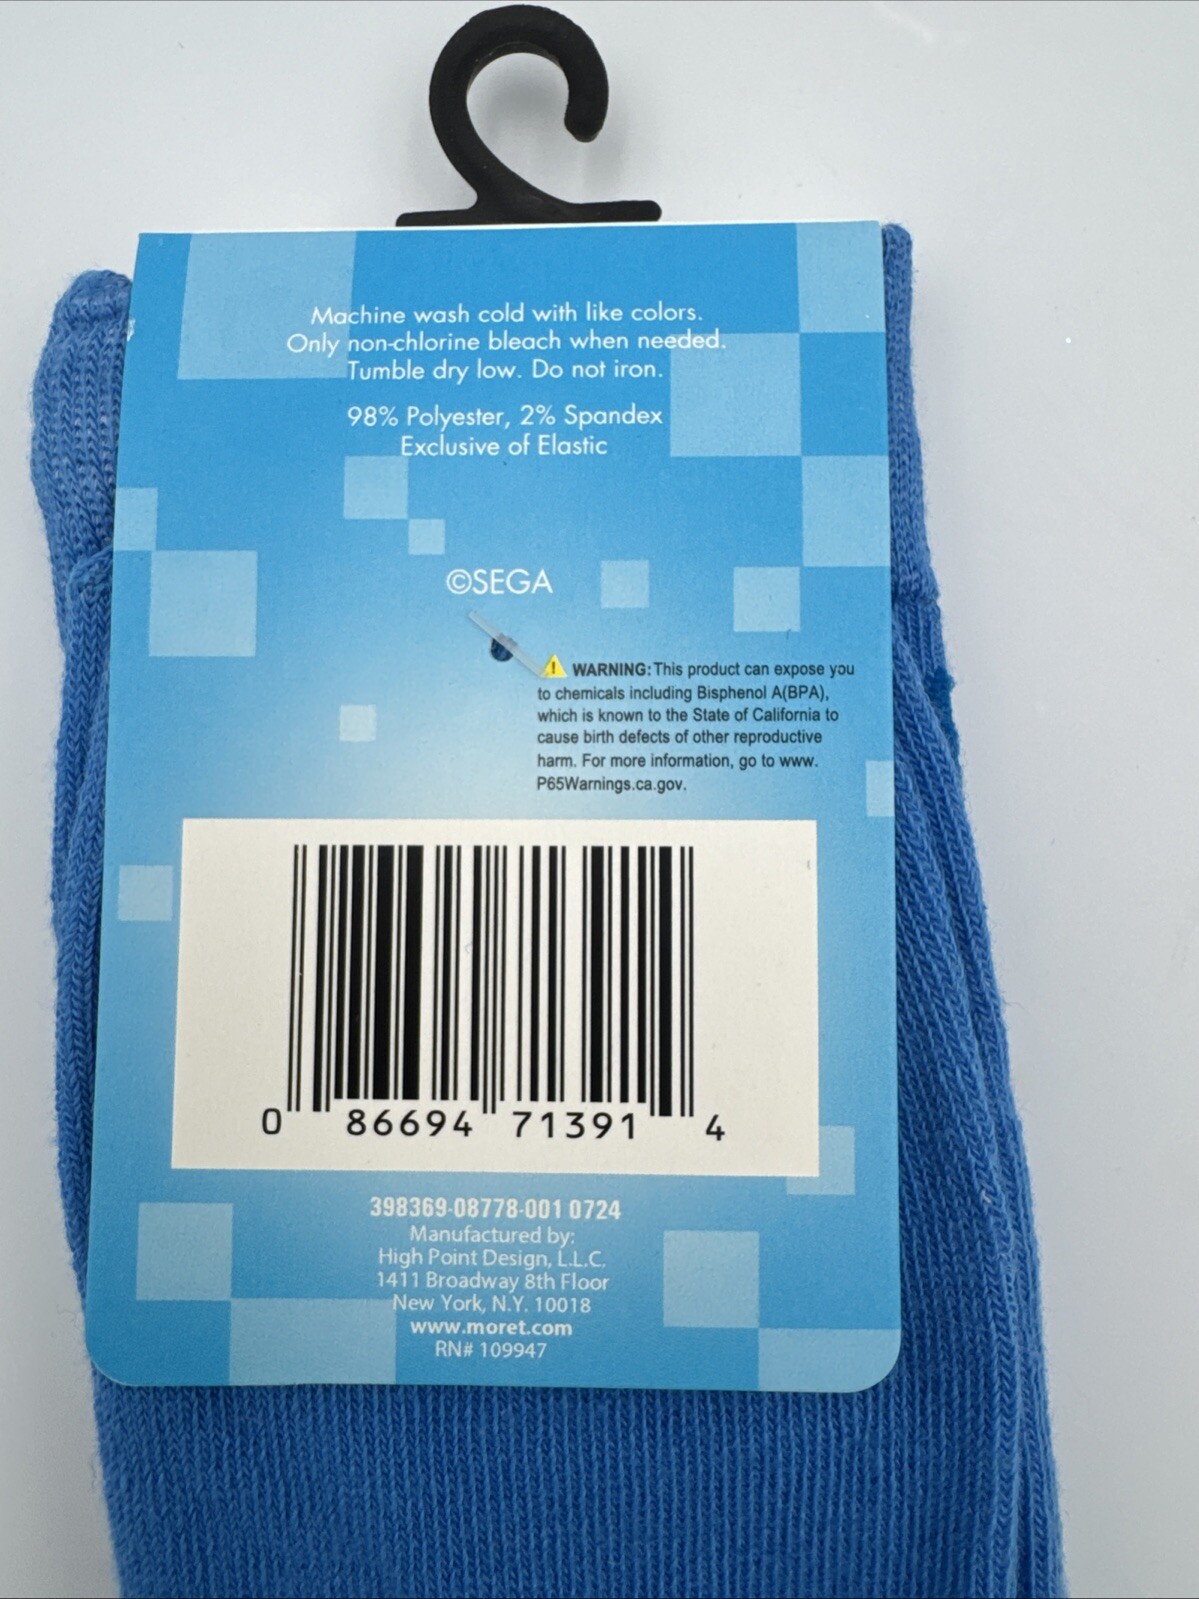 Machine wash cold with like colors.
Only non-chlorine bleach when needed.
Tumble dry low. Do not iron.
98% Polyester, 2% Spandex
Exclusive of Elastic
©SEGA
WARNING: This product can expose you
to chemicals including Bisphenol A(BPA),
which is known to the State of California to
cause birth defects of other reproductive
harm. For more information, go to www.
P65Warnings.ca.gov.
0 86694 71391 4
398369-08778-001 0724
Manufactured by:
High Point Design, L.L.C.
1411 Broadway 8th Floor
New York, N.Y. 10018
www.moret.com
RN# 109947